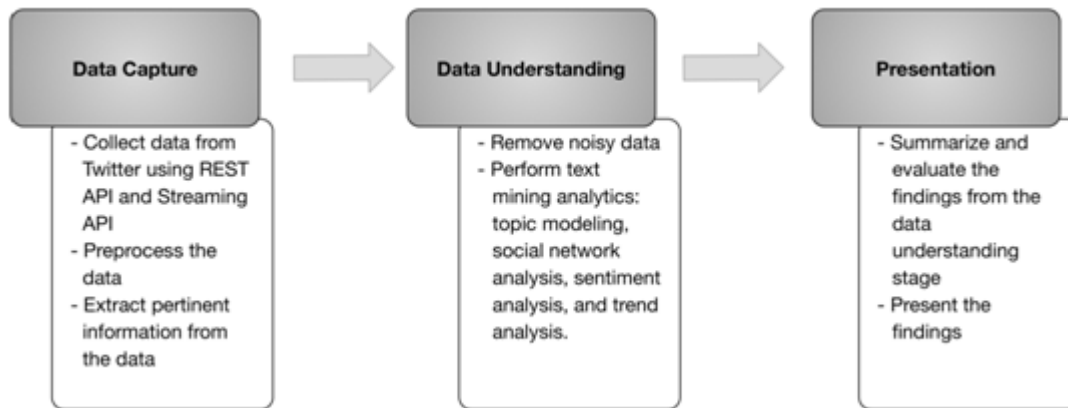 Data Capture
- Collect data from
Twitter using REST
API and Streaming
API
- Preprocess the
data
- Extract pertinent
information from
the data
Data Understanding
- Remove noisy data
- Perform text
mining analytics:
topic modeling,
social network
analysis, sentiment
analysis, and trend
analysis.
Presentation
- Summarize and
evaluate the
findings from the
data
understanding
stage
- Present the
findings